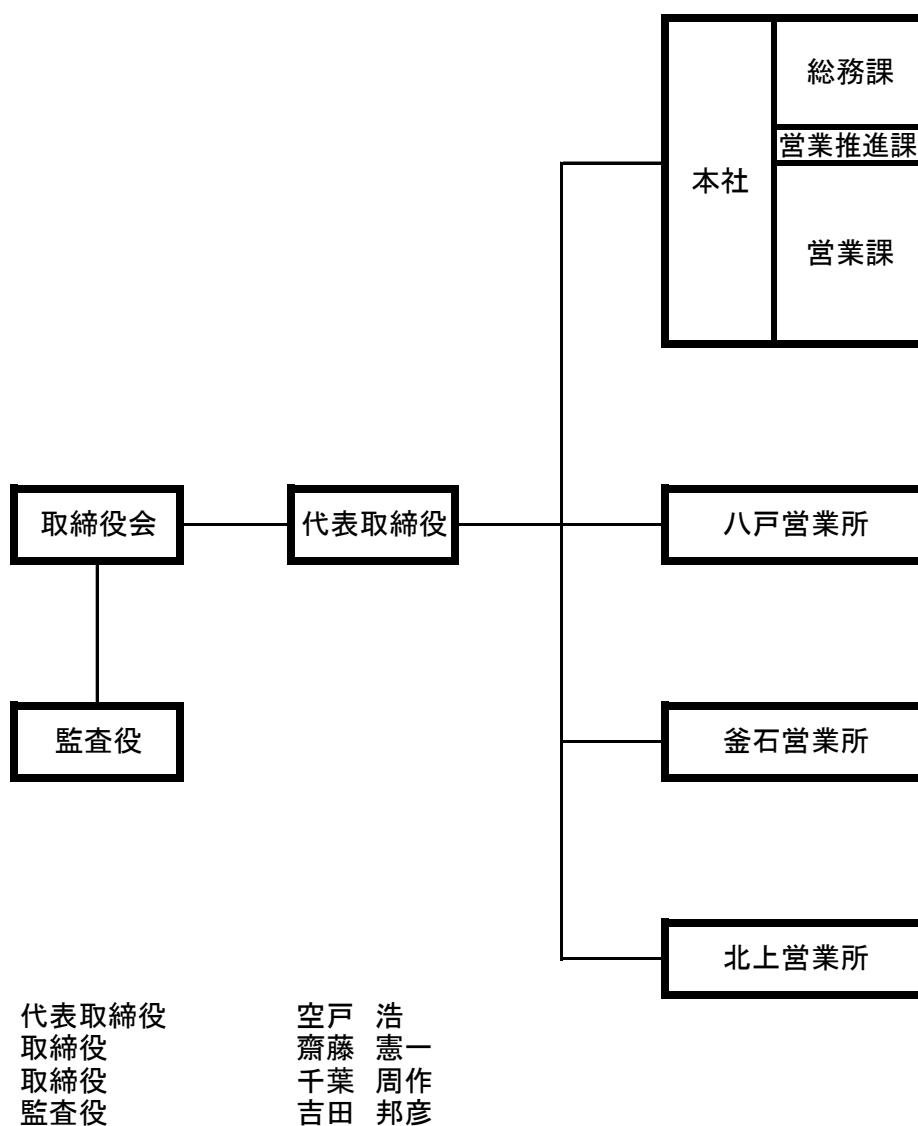 総務課
営業推進課
本社
営業課
取締役会
代表取締役
八戸営業所
監査役
釜石営業所
北上営業所
代表取締役 空戸 浩
取締役 齋藤 憲一
取締役 千葉 周作
監査役 吉田 邦彦